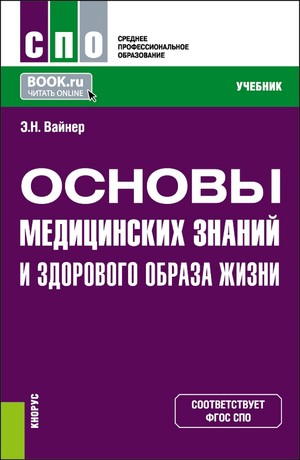 СПО
СРЕДНЕЕ
ПРОФЕССИОНАЛЬНОЕ
ОБРАЗОВАНИЕ
BOOK.ru
ЧИТАТЬ ONLINE
УЧЕБНИК
Э.Н. Вайнер
ОСНОВЫ
МЕДИЦИНСКИХ ЗНАНИЙ
И ЗДОРОВОГО ОБРАЗА ЖИЗНИ
СООТВЕТСТВУЕТ
ФГОС СПО
КНОРУС